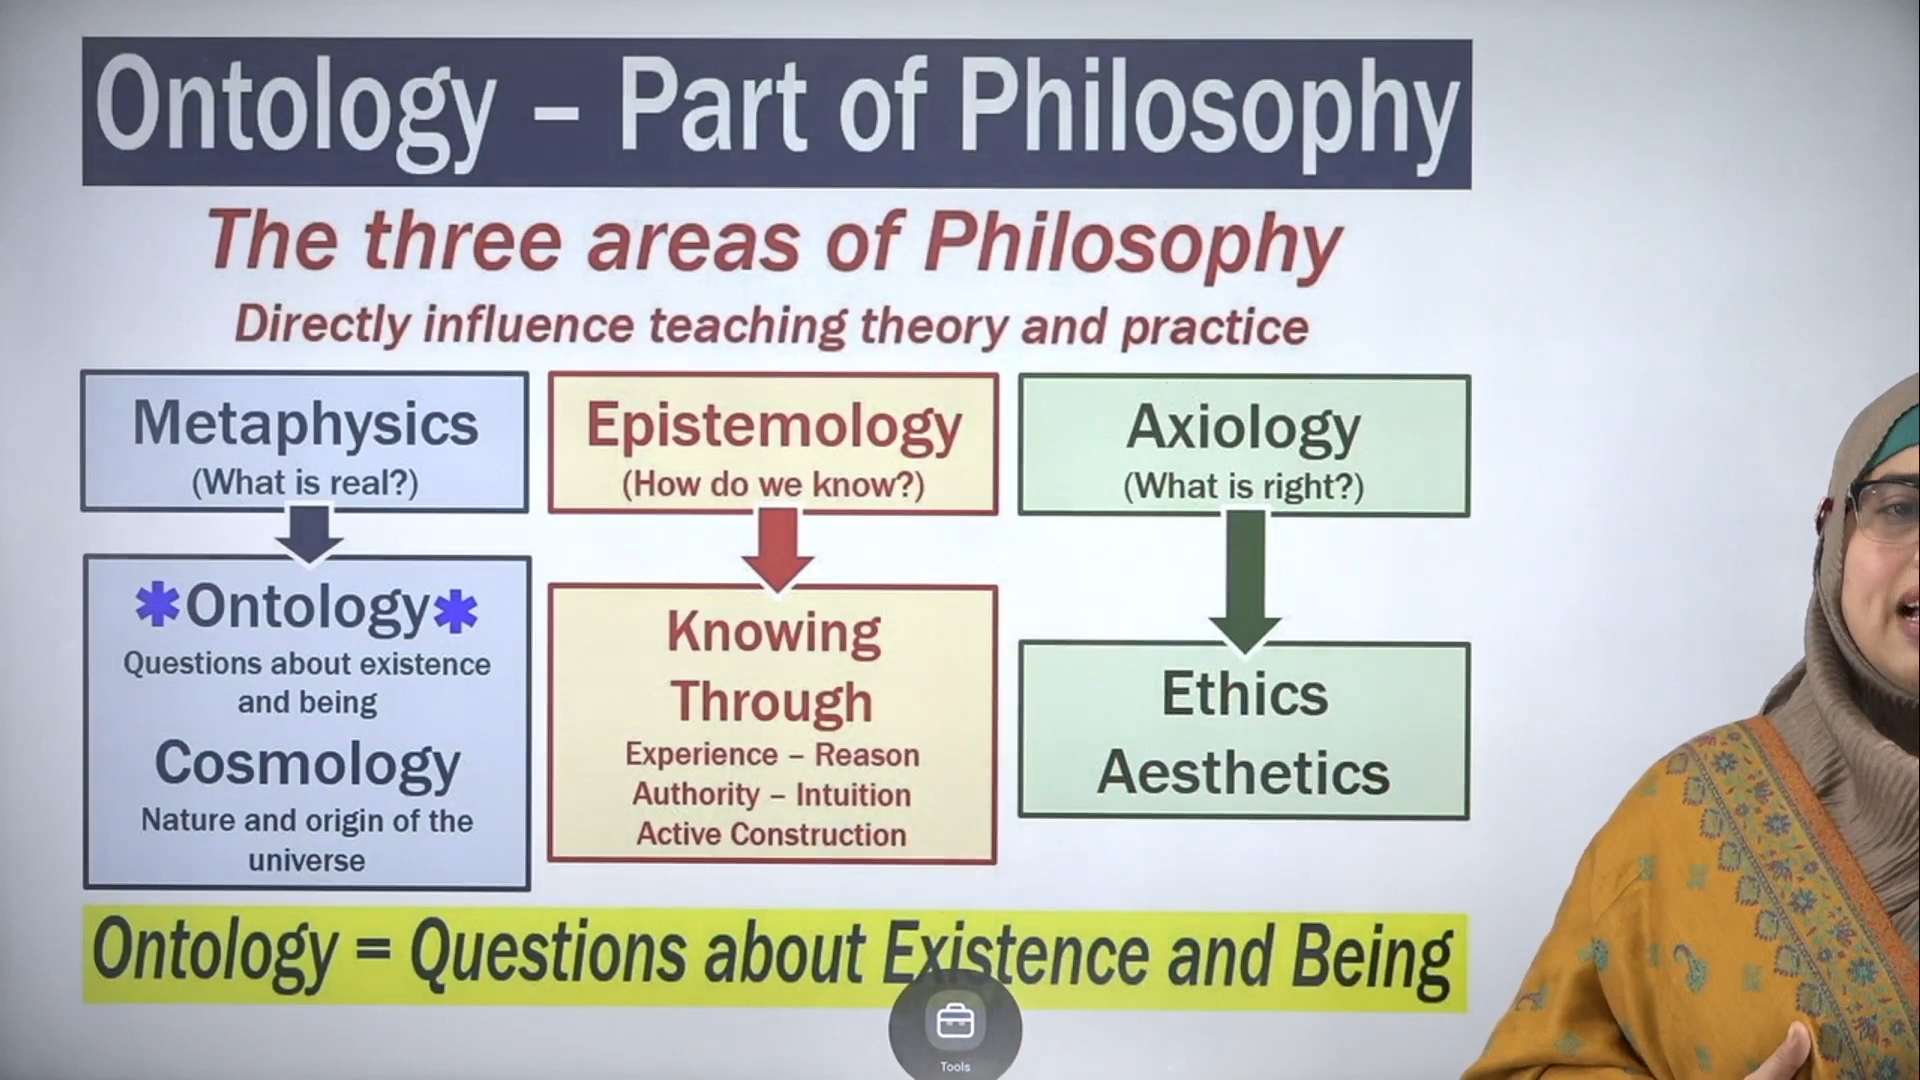 Ontology – Part of Philosophy
The three areas of Philosophy
Directly influence teaching theory and practice
Metaphysics
(What is real?)
Epistemology
(How do we know?)
Axiology
(What is right?)
*Ontology*
Questions about existence
and being
Cosmology
Nature and origin of the
universe
Knowing
Through
Experience – Reason
Authority – Intuition
Active Construction
Ethics
Aesthetics
Ontology = Questions about Existence and Being
Tools